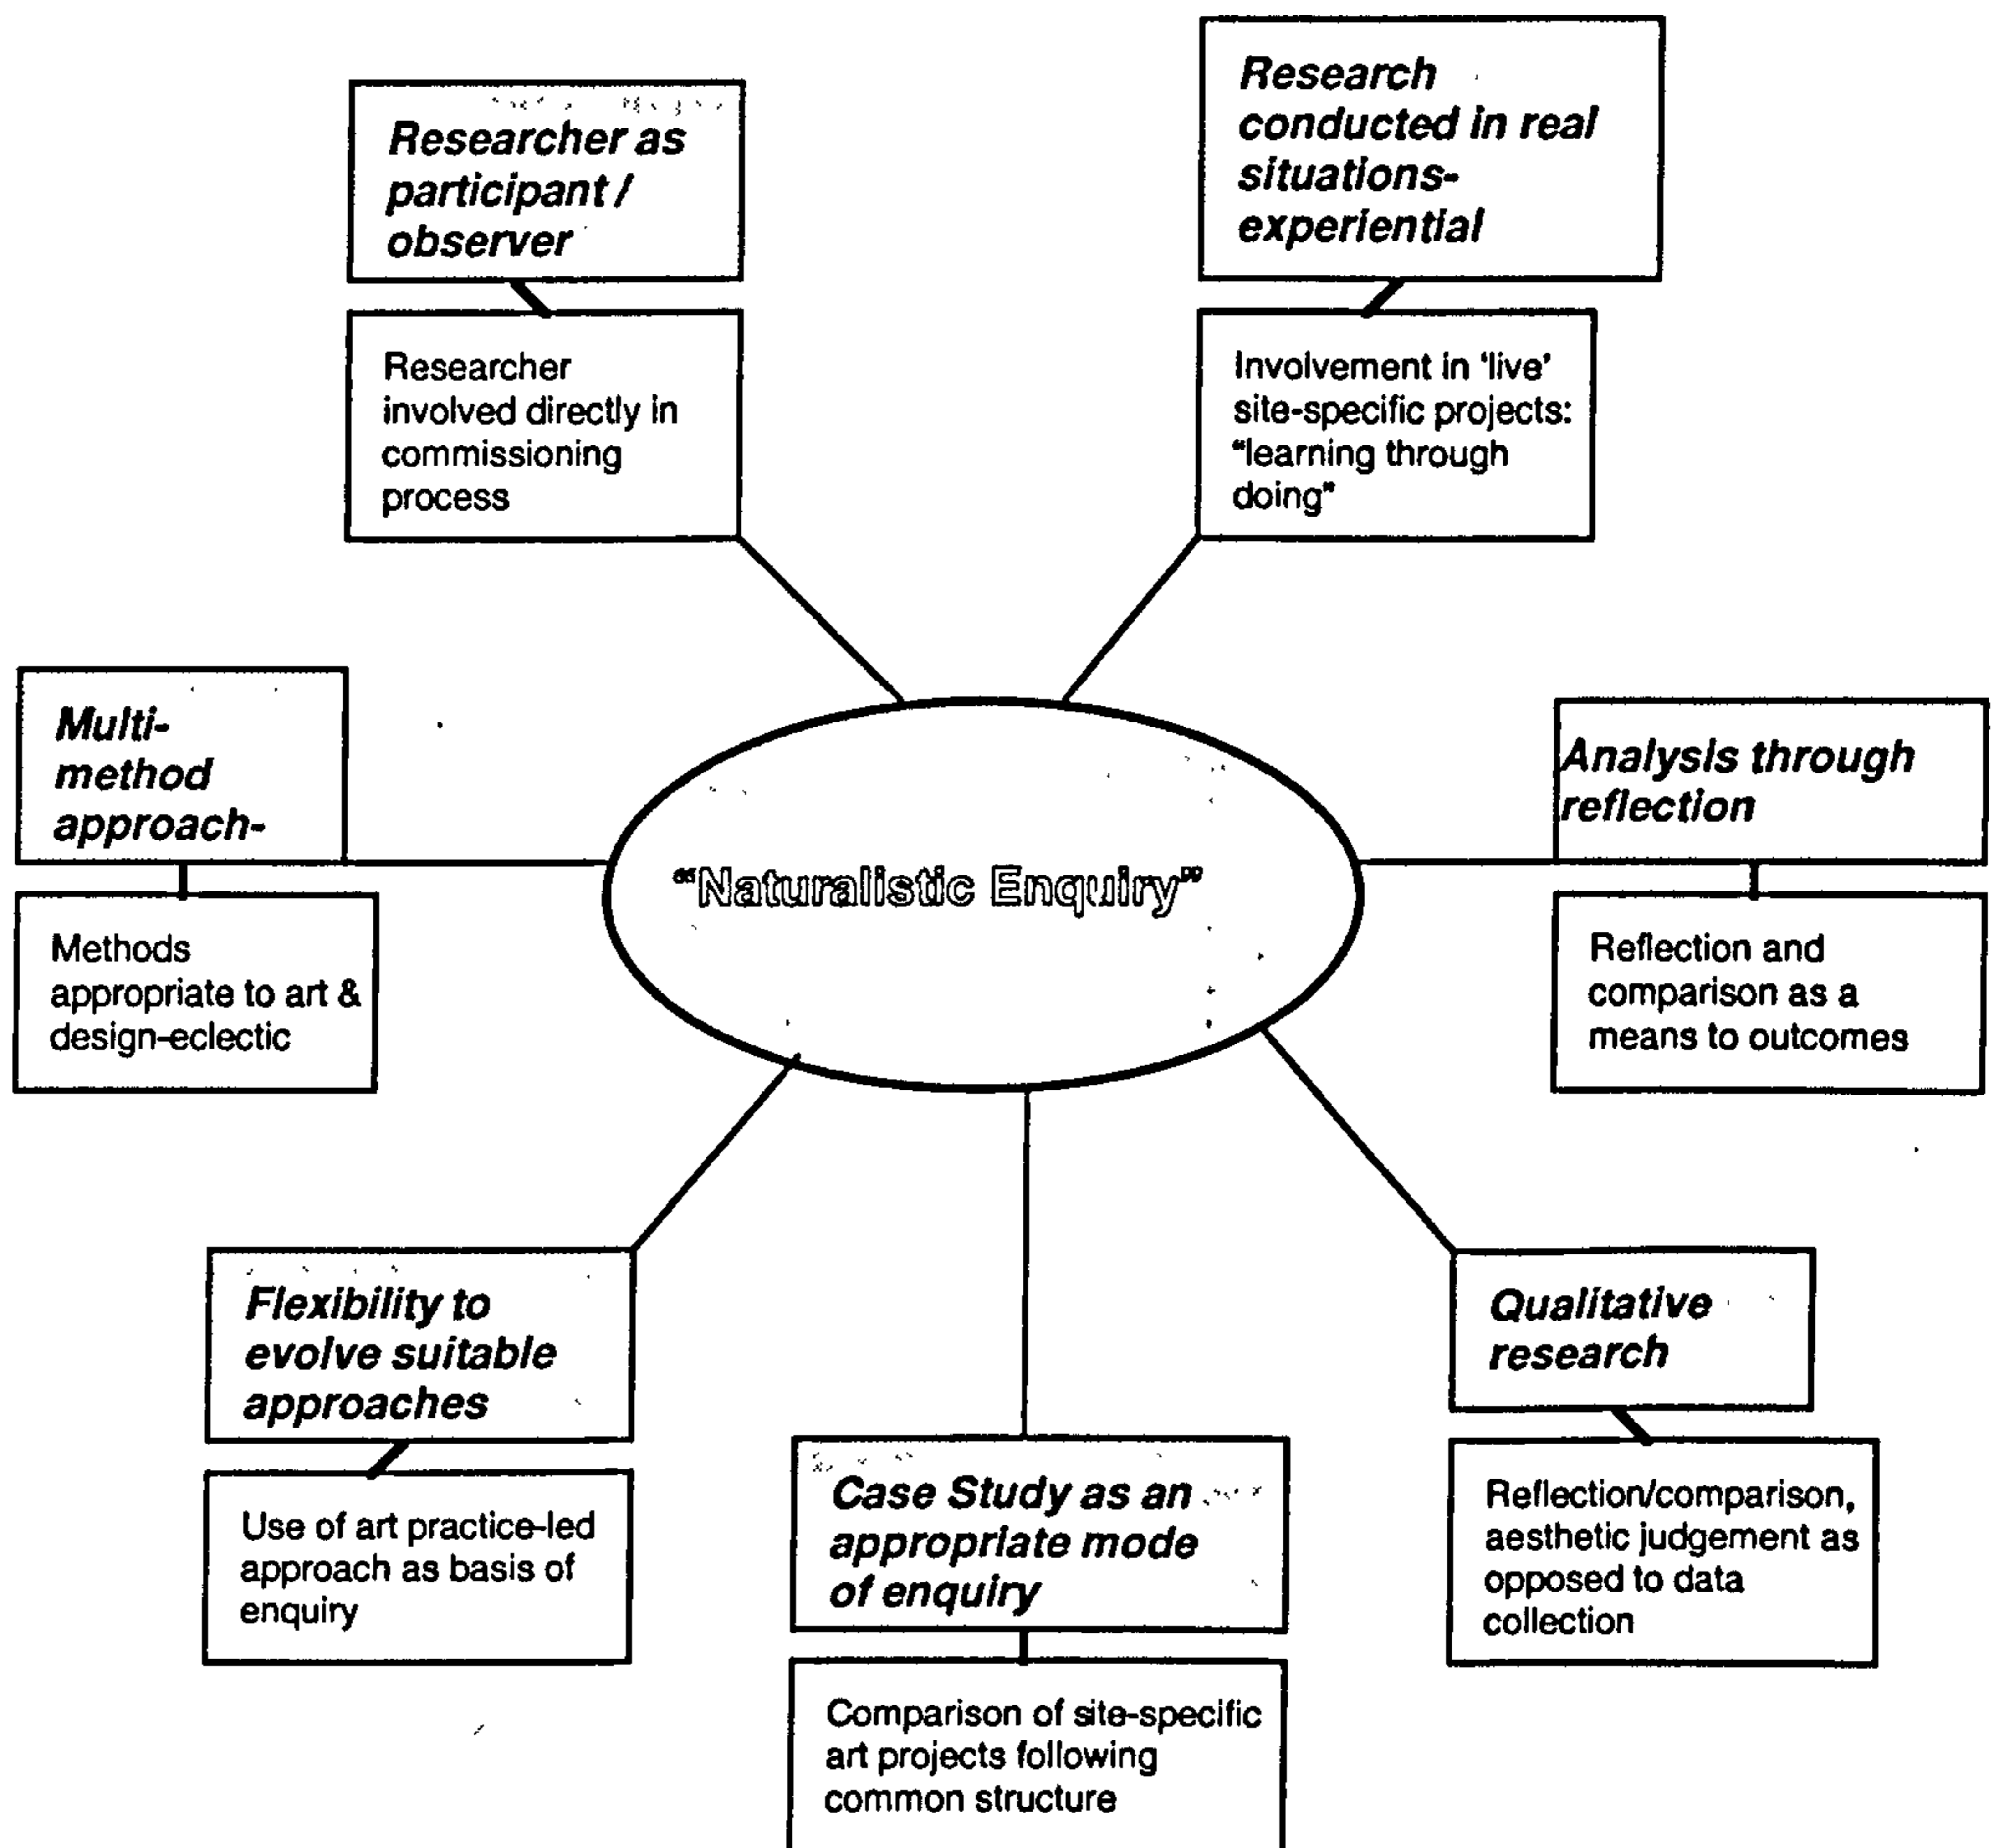 Researcher as
participant /
observer
Researcher
involved directly in
commissioning
process
Research
conducted in real
situations-
experiential
Involvement in 'live'
site-specific projects:
"learning through
doing"
Multi-
method
approach-
Methods
appropriate to art &
design-eclectic
"Naturalistic Enquiry"
Analysis through
reflection
Reflection and
comparison as a
means to outcomes
Flexibility to
evolve suitable
approaches
Use of art practice-led
approach as basis of
enquiry
Case Study as an
appropriate mode
of enquiry
Comparison of site-specific
art projects following
common structure
Qualitative
research
Reflection/comparison,
aesthetic judgement as
opposed to data
collection